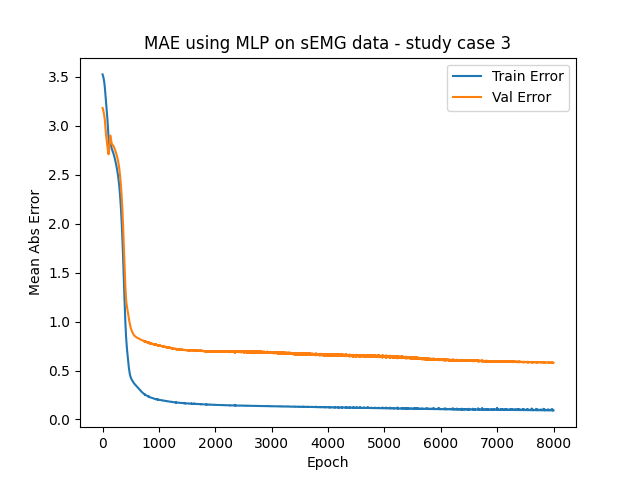 MAE using MLP on sEMG data - study case 3
Train Error
Val Error
Mean Abs Error
3.5
3.0
2.5
2.0
1.5
1.0
0.5
0.0
0 1000 2000 3000 4000 5000 6000 7000 8000
Epoch